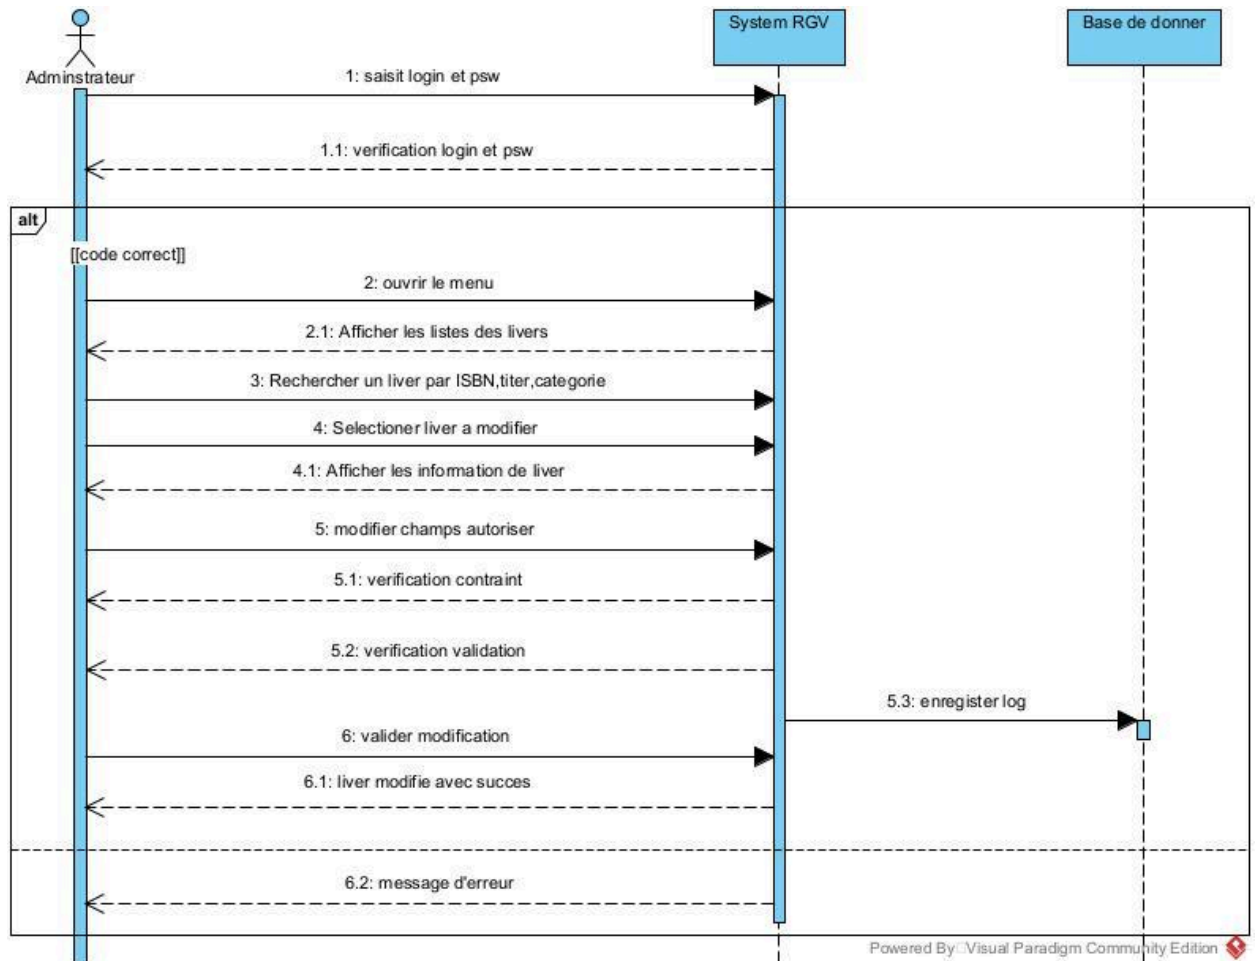 System RGV
Base de donner
Adminstrateur
1: saisit login et psw
1.1: verification login et psw
alt
[[code correct]]
2: ouvrir le menu
2.1: Afficher les listes des livers
3: Rechercher un liver par ISBN,titer,categorie
4: Selectioner liver a modifier
4.1: Afficher les information de liver
5: modifier champs autoriser
5.1: verification contraint
5.2: verification validation
5.3: enregister log
6: valider modification
6.1: liver modifie avec succes
6.2: message d'erreur
Powered By Visual Paradigm Community Edition